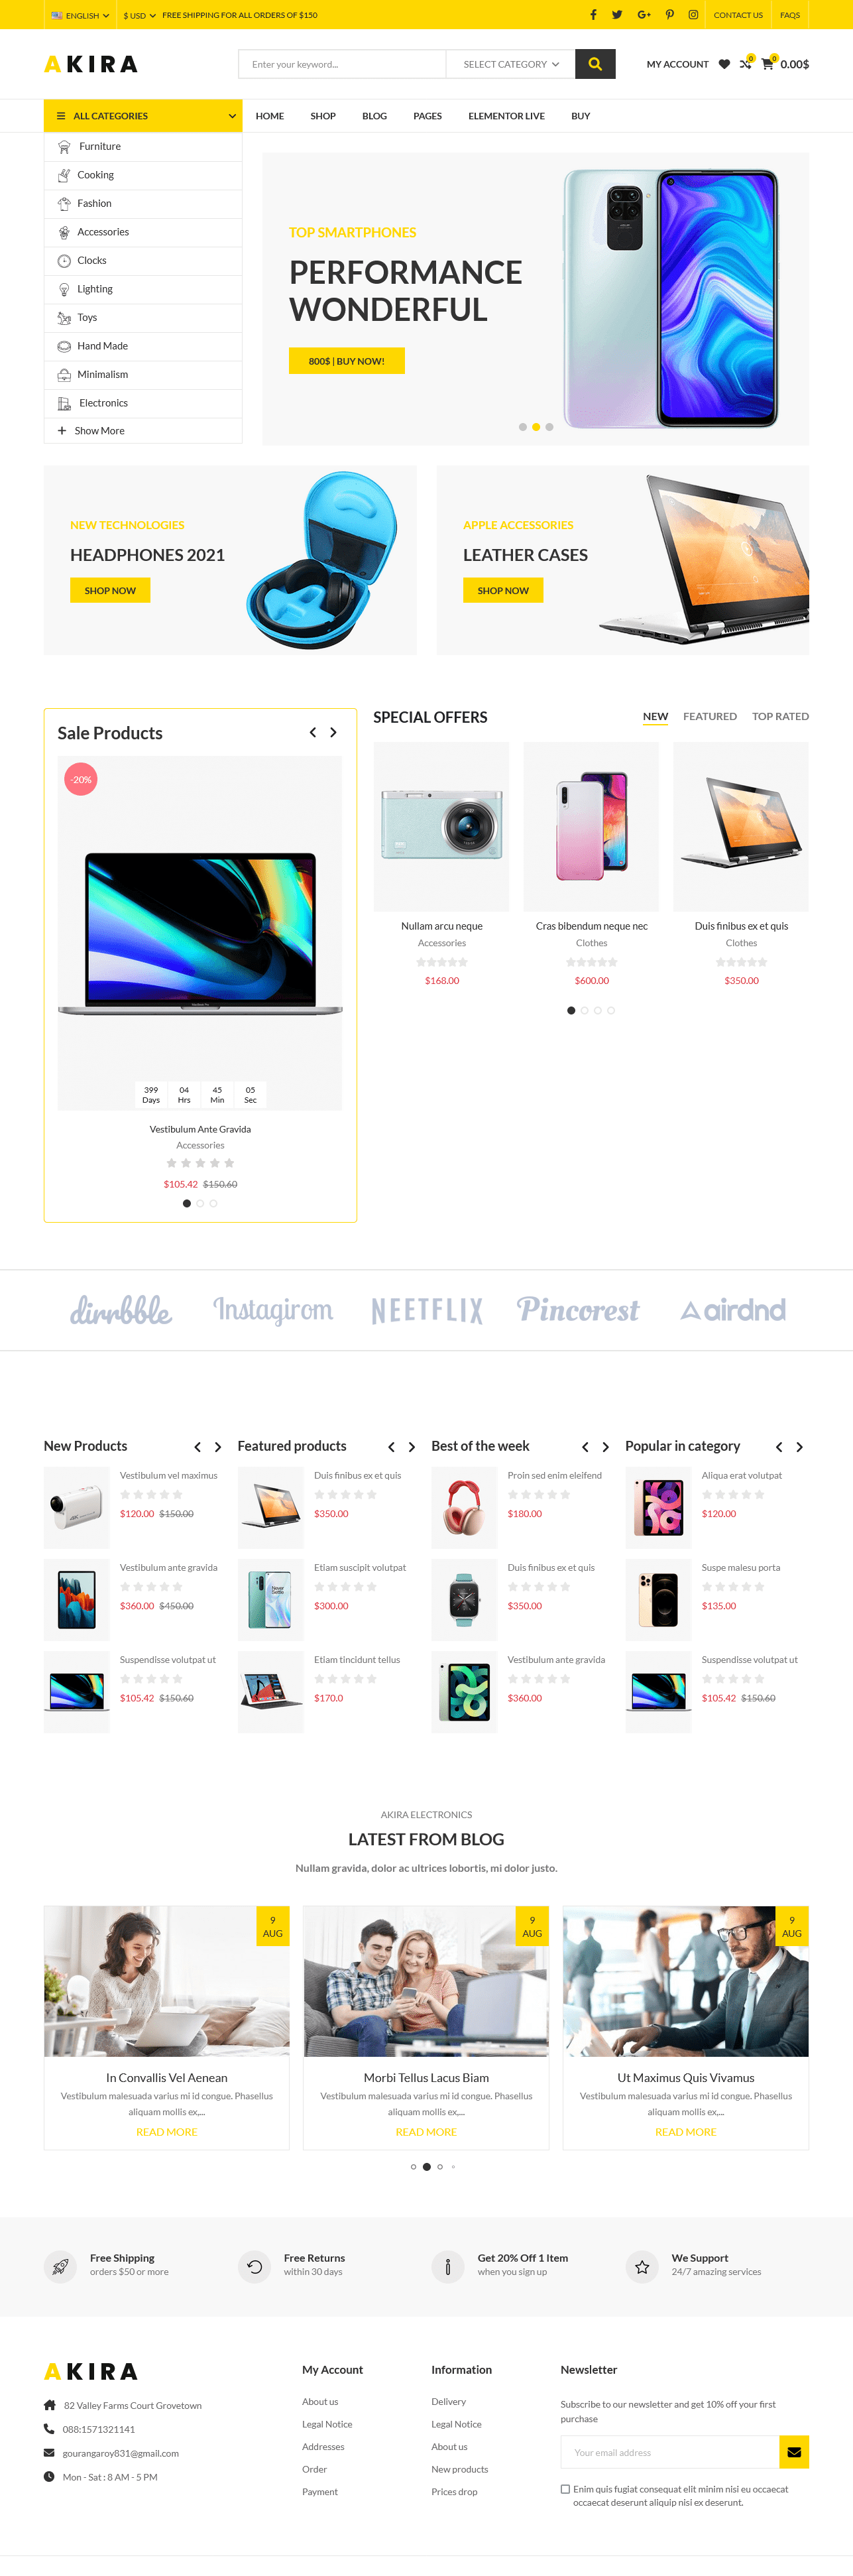 ENGLISH
$ USD
FREE SHIPPING FOR ALL ORDERS OF $150
CONTACT US
FAQS
AKIRA
Enter your keyword...
SELECT CATEGORY
MY ACCOUNT
0
0
0.00$
ALL CATEGORIES
HOME
SHOP
BLOG
PAGES
ELEMENTOR LIVE
BUY
Furniture
Cooking
Fashion
Accessories
Clocks
Lighting
Toys
Hand Made
Minimalism
Electronics
Show More
TOP SMARTPHONES
PERFORMANCE
WONDERFUL
800$ | BUY NOW!
NEW TECHNOLOGIES
HEADPHONES 2021
SHOP NOW
APPLE ACCESSORIES
LEATHER CASES
SHOP NOW
Sale Products
-20%
399 04 45 05
Days Hrs Min Sec
Vestibulum Ante Gravida
Accessories
$105.42 $150.60
SPECIAL OFFERS
NEW
FEATURED
TOP RATED
Nullam arcu neque
Accessories
$168.00
Cras bibendum neque nec
Clothes
$600.00
Duis finibus ex et quis
Clothes
$350.00
dirrbble
Instagirom
NEETFLIX
Pincorest
airdnd
New Products
Vestibulum vel maximus
$120.00 $150.00
Vestibulum ante gravida
$360.00 $450.00
Suspendisse volutpat ut
$105.42 $150.60
Featured products
Duis finibus ex et quis
$350.00
Etiam suscipit volutpat
$300.00
Etiam tincidunt tellus
$170.0
Best of the week
Proin sed enim eleifend
$180.00
Duis finibus ex et quis
$350.00
Vestibulum ante gravida
$360.00
Popular in category
Aliqua erat volutpat
$120.00
Suspe malesu porta
$135.00
Suspendisse volutpat ut
$105.42 $150.60
AKIRA ELECTRONICS
LATEST FROM BLOG
Nullam gravida, dolor ac ultrices lobortis, mi dolor justo.
9
AUG
In Convallis Vel Aenean
Vestibulum malesuada varius mi id congue. Phasellus
aliquam mollis ex,...
READ MORE
9
AUG
Morbi Tellus Lacus Biam
Vestibulum malesuada varius mi id congue. Phasellus
aliquam mollis ex,...
READ MORE
9
AUG
Ut Maximus Quis Vivamus
Vestibulum malesuada varius mi id congue. Phasellus
aliquam mollis ex,...
READ MORE
Free Shipping
orders $50 or more
Free Returns
within 30 days
Get 20% Off 1 Item
when you sign up
We Support
24/7 amazing services
AKIRA
82 Valley Farms Court Grovetown
088:1571321141
gourangaroy831@gmail.com
Mon - Sat : 8 AM - 5 PM
My Account
About us
Legal Notice
Addresses
Order
Payment
Information
Delivery
Legal Notice
About us
New products
Prices drop
Newsletter
Subscribe to our newsletter and get 10% off your first
purchase
Your email address
Enim quis fugiat consequat elit minim nisi eu occaecat
occaecat deserunt aliquip nisi ex deserunt.